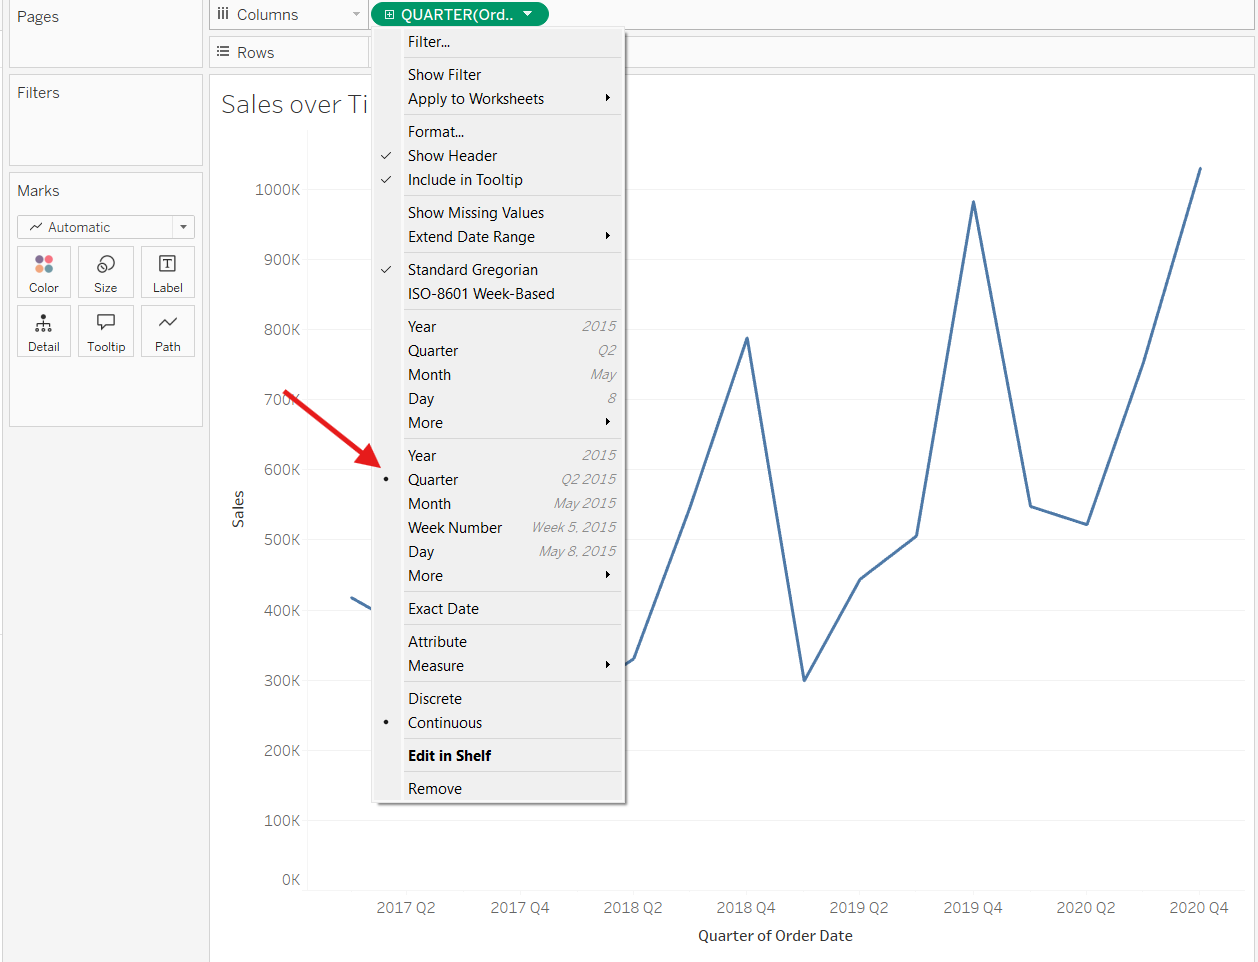 Pages
Columns
QUARTER(Ord..
Rows
Filters
Marks
Automatic
Color
Size
Label
Detail
Tooltip
Path
Filter...
Show Filter
Apply to Worksheets
Format...
Show Header
Include in Tooltip
Show Missing Values
Extend Date Range
Standard Gregorian
ISO-8601 Week-Based
Year 2015
Quarter Q2
Month May
Day 8
More
Year 2015
Quarter Q2 2015
Month May 2015
Week Number Week 5, 2015
Day May 8, 2015
More
Exact Date
Attribute
Measure
Discrete
Continuous
Edit in Shelf
Remove
Sales over Ti
Sales
1000K
900K
800K
700K
600K
500K
400K
300K
200K
100K
0K
2017 Q2 2017 Q4 2018 Q2 2018 Q4 2019 Q2 2019 Q4 2020 Q2 2020 Q4
Quarter of Order Date